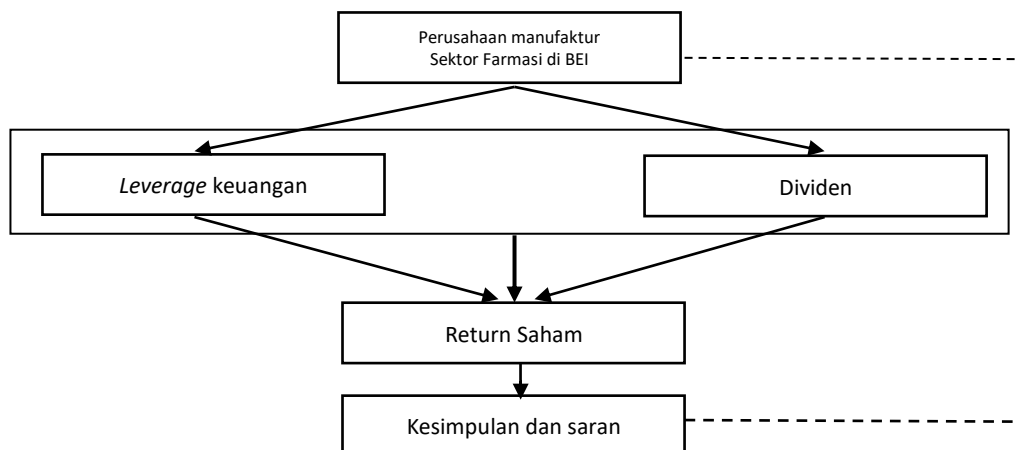 Perusahaan manufaktur
Sektor Farmasi di BEI
Leverage keuangan
Dividen
Return Saham
Kesimpulan dan saran